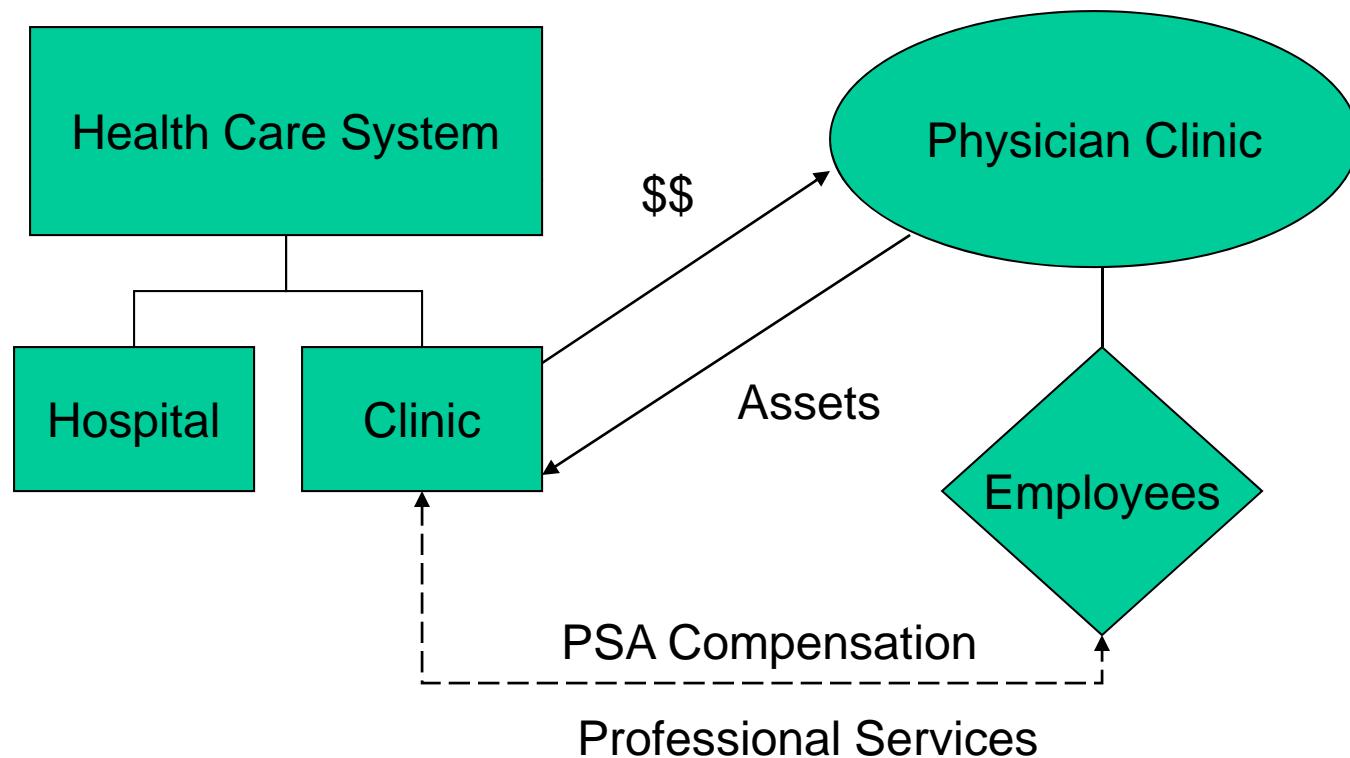 Health Care System
Physician Clinic
$$
Hospital
Clinic
Assets
Employees
PSA Compensation
Professional Services